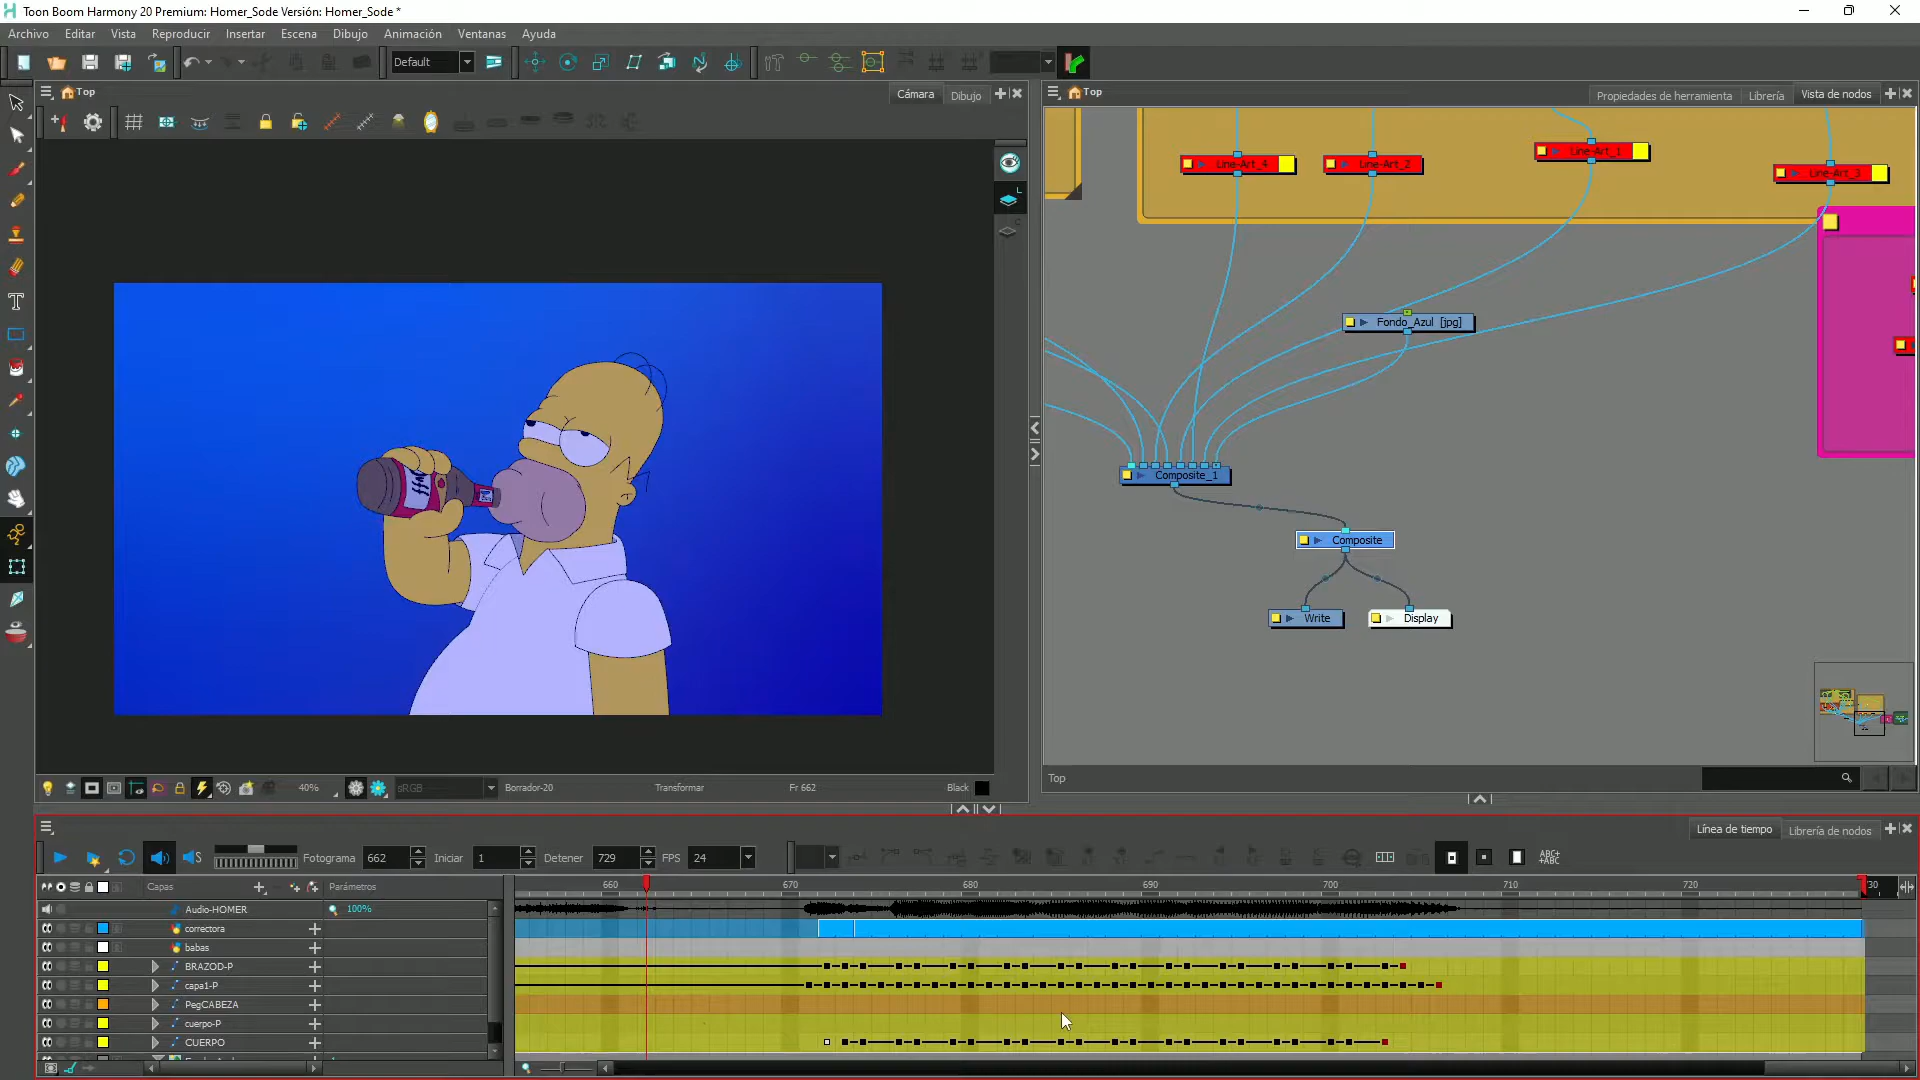 Toon Boom Harmony 20 Premium: Homer_Sode Versión: Homer_Sode *
Archivo Editar Vista Reproducir Insertar Escena Dibujo Animación Ventanas Ayuda
Default
Top Cámara Dibujo
Top Propiedades de herramienta Librería Vista de nodos
Line-Art_4 Line-Art_2 Line-Art_1 Line-Art_3
Fondo_Azul [jpg]
Composite_1
Composite
Write Display
Top
40% sRGB Borrador-20 Transformar Fr 662 Black
Línea de tiempo Librería de nodos
Fotograma 662 Iniciar 1 Detener 729 FPS 24
ABC+
+ABC
Capas Parámetros 660 670 680 690 700 710 720 730
Audio-HOMER 100%
correctora
babas
BRAZOD-P
capa1-P
PegCABEZA
cuerpo-P
CUERPO